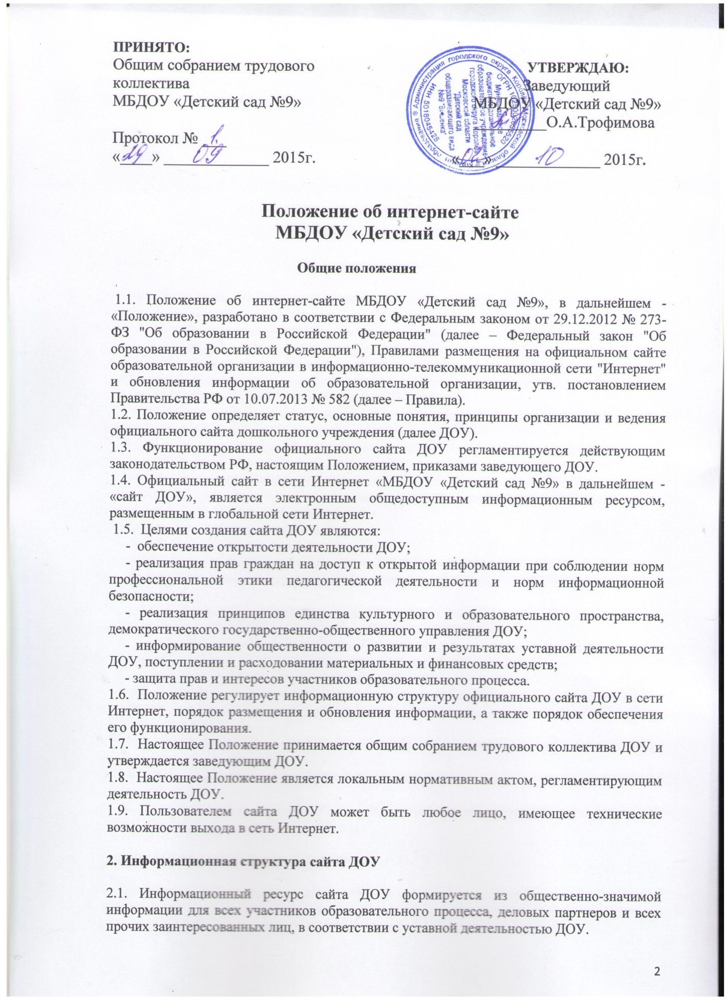 ПРИНЯТО:
Общим собранием трудового
коллектива
МБДОУ «Детский сад №9»
Протокол № 1.
«29» 09 2015г.
УТВЕРЖДАЮ:
Заведующий
МБДОУ «Детский сад №9»
О.А.Трофимова
«02» 10 2015г.
Администрация городского округа Королёв Московской области
Комитет образования
ОГРН 1025002035520
ИНН 5018045428
Муниципальное
бюджетное дошкольное
образовательное учреждение
городского округа Королёв
Московской области
"Детский сад
общеразвивающего вида
№9
Положение об интернет-сайте
МБДОУ «Детский сад №9»
Общие положения
1.1. Положение об интернет-сайте МБДОУ «Детский сад №9», в дальнейшем -
«Положение», разработано в соответствии с Федеральным законом от 29.12.2012 № 273-
ФЗ "Об образовании в Российской Федерации" (далее – Федеральный закон "Об
образовании в Российской Федерации"), Правилами размещения на официальном сайте
образовательной организации в информационно-телекоммуникационной сети "Интернет"
и обновления информации об образовательной организации, утв. постановлением
Правительства РФ от 10.07.2013 № 582 (далее – Правила).
1.2. Положение определяет статус, основные понятия, принципы организации и ведения
официального сайта дошкольного учреждения (далее ДОУ).
1.3. Функционирование официального сайта ДОУ регламентируется действующим
законодательством РФ, настоящим Положением, приказами заведующего ДОУ.
1.4. Официальный сайт в сети Интернет «МБДОУ «Детский сад №9» в дальнейшем -
«сайт ДОУ», является электронным общедоступным информационным ресурсом,
размещенным в глобальной сети Интернет.
1.5. Целями создания сайта ДОУ являются:
- обеспечение открытости деятельности ДОУ;
- реализация прав граждан на доступ к открытой информации при соблюдении норм
профессиональной этики педагогической деятельности и норм информационной
безопасности;
- реализация принципов единства культурного и образовательного пространства,
демократического государственно-общественного управления ДОУ;
- информирование общественности о развитии и результатах уставной деятельности
ДОУ, поступлении и расходовании материальных и финансовых средств;
- защита прав и интересов участников образовательного процесса.
1.6. Положение регулирует информационную структуру официального сайта ДОУ в сети
Интернет, порядок размещения и обновления информации, а также порядок обеспечения
его функционирования.
1.7. Настоящее Положение принимается общим собранием трудового коллектива ДОУ и
утверждается заведующим ДОУ.
1.8. Настоящее Положение является локальным нормативным актом, регламентирующим
деятельность ДОУ.
1.9. Пользователем сайта ДОУ может быть любое лицо, имеющее технические
возможности выхода в сеть Интернет.
2. Информационная структура сайта ДОУ
2.1. Информационный ресурс сайта ДОУ формируется из общественно-значимой
информации для всех участников образовательного процесса, деловых партнеров и всех
прочих заинтересованных лиц, в соответствии с уставной деятельностью ДОУ.
2